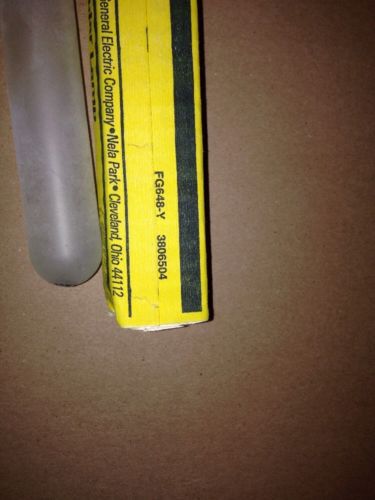 General Electric Company•Nela Park•Cleveland, Ohio 44112
FG648-Y 3806504